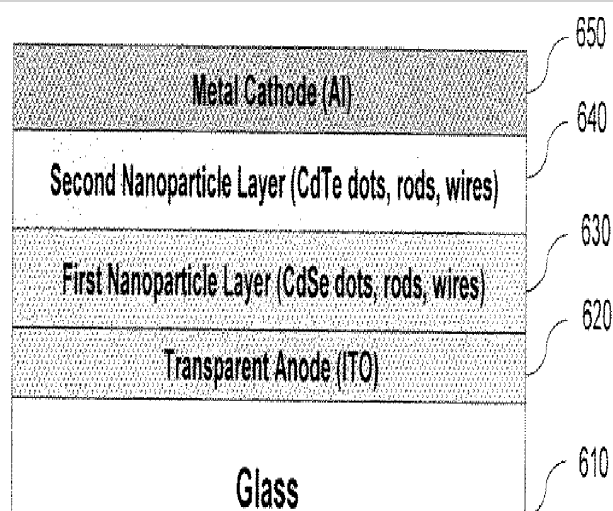 650
Metal Cathode (Al)
640
Second Nanoparticle Layer (CdTe dots, rods, wires)
630
First Nanoparticle Layer (CdSe dots, rods, wires)
620
Transparent Anode (ITO)
610
Glass